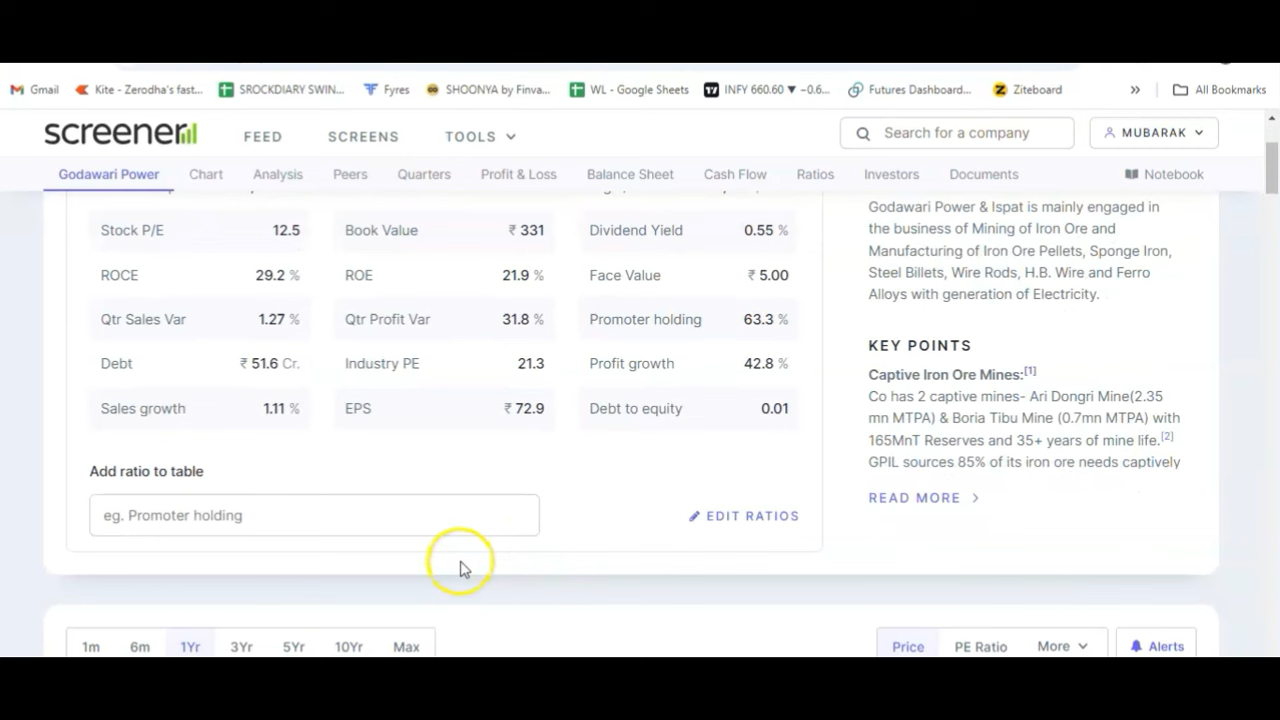 Gmail Kite - Zerodha's fast... SROCKDIARY SWIN... Fyres SHOONYA by Finva... WL - Google Sheets INFY 660.60 ▼ −0.6... Futures Dashboard... Ziteboard » All Bookmarks
screener FEED SCREENS TOOLS Search for a company MUBARAK
Godawari Power Chart Analysis Peers Quarters Profit & Loss Balance Sheet Cash Flow Ratios Investors Documents Notebook
Stock P/E 12.5 Book Value ₹ 331 Dividend Yield 0.55 %
ROCE 29.2 % ROE 21.9 % Face Value ₹ 5.00
Qtr Sales Var 1.27 % Qtr Profit Var 31.8 % Promoter holding 63.3 %
Debt ₹ 51.6 Cr. Industry PE 21.3 Profit growth 42.8 %
Sales growth 1.11 % EPS ₹ 72.9 Debt to equity 0.01
Add ratio to table
eg. Promoter holding EDIT RATIOS
Godawari Power & Ispat is mainly engaged in
the business of Mining of Iron Ore and
Manufacturing of Iron Ore Pellets, Sponge Iron,
Steel Billets, Wire Rods, H.B. Wire and Ferro
Alloys with generation of Electricity.
KEY POINTS
Captive Iron Ore Mines:[1]
Co has 2 captive mines- Ari Dongri Mine(2.35
mn MTPA) & Boria Tibu Mine (0.7mn MTPA) with
165MnT Reserves and 35+ years of mine life.[2]
GPIL sources 85% of its iron ore needs captively
READ MORE
1m 6m 1Yr 3Yr 5Yr 10Yr Max Price PE Ratio More Alerts